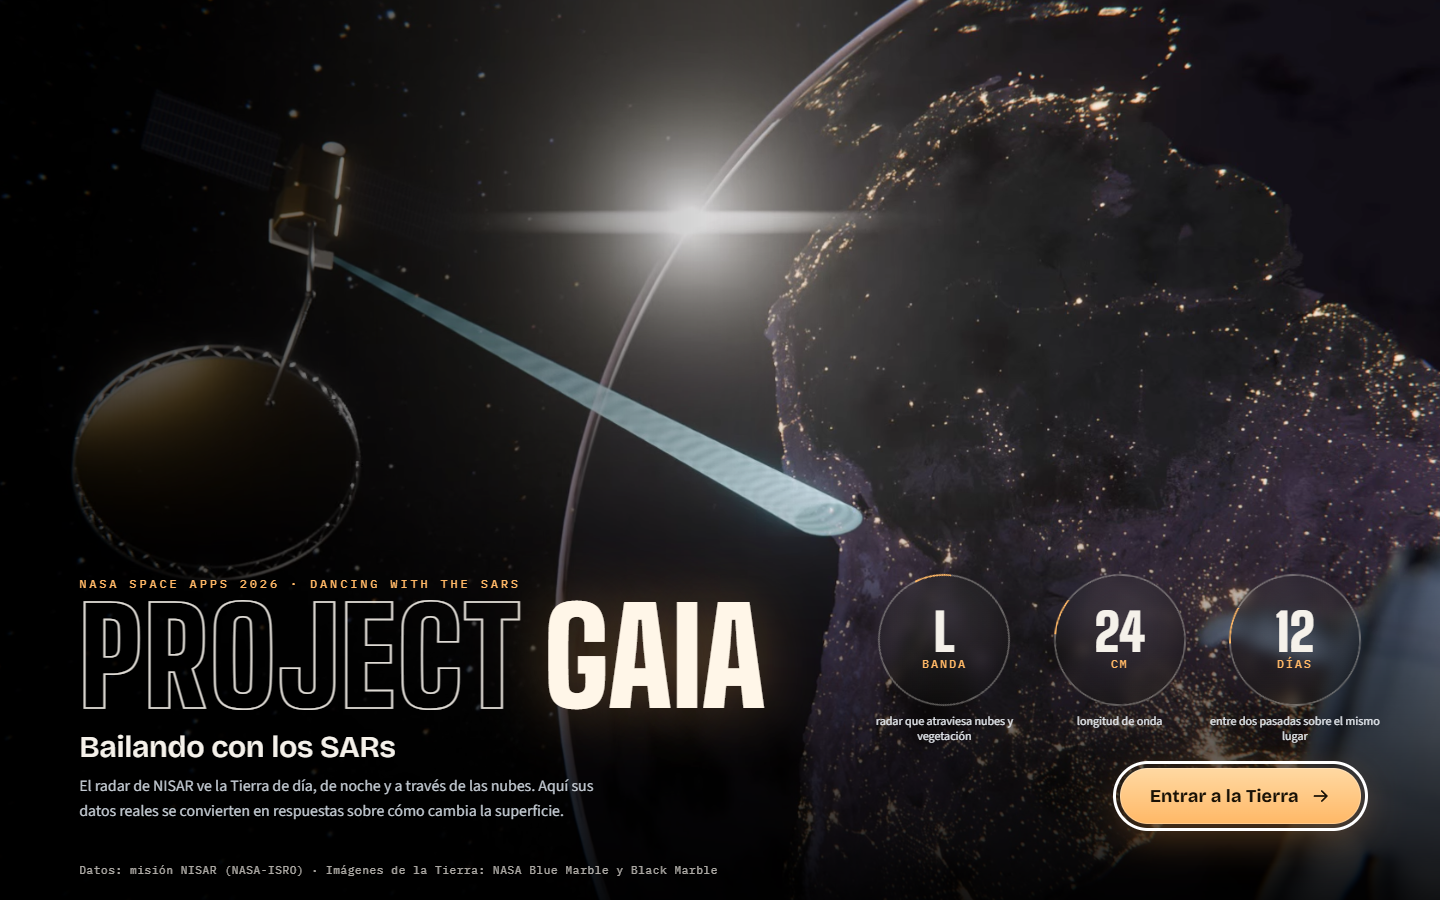 NASA SPACE APPS 2026 · DANCING WITH THE SARS
PROJECT GAIA
Bailando con los SARs
El radar de NISAR ve la Tierra de día, de noche y a través de las nubes. Aquí sus
datos reales se convierten en respuestas sobre cómo cambia la superficie.
L
BANDA
radar que atraviesa nubes y
vegetación
24
CM
longitud de onda
12
DÍAS
entre dos pasadas sobre el mismo
lugar
Entrar a la Tierra →
Datos: misión NISAR (NASA-ISRO) · Imágenes de la Tierra: NASA Blue Marble y Black Marble